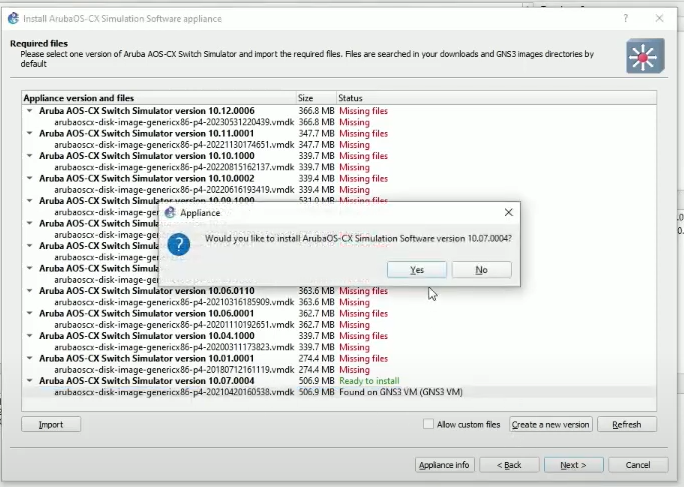 Install ArubaOS-CX Simulation Software appliance
Required files
Please select one version of Aruba AOS-CX Switch Simulator and import the required files. Files are searched in your downloads and GNS3 images directories by
default
Appliance version and files Size Status
Aruba AOS-CX Switch Simulator version 10.12.0006 366.8 MB Missing files
arubaoscx-disk-image-genericx86-p4-20230531220439.vmdk 366.8 MB Missing
Aruba AOS-CX Switch Simulator version 10.11.0001 347.7 MB Missing files
arubaoscx-disk-image-genericx86-p4-20221130174651.vmdk 347.7 MB Missing
Aruba AOS-CX Switch Simulator version 10.10.1000 339.7 MB Missing files
arubaoscx-disk-image-genericx86-p4-20220815162137.vmdk 339.7 MB Missing
Aruba AOS-CX Switch Simulator version 10.10.0002 339.4 MB Missing files
arubaoscx-disk-image-genericx86-p4-20220616193419.vmdk 339.4 MB Missing
Aruba AOS-CX Switch Simulator version 10.09.1000 531.0 MB Missing files
arubaoscx-disk-image-ge
Aruba AOS-CX Switch
arubaoscx-disk-image-ge
Aruba AOS-CX Switch
arubaoscx-disk-image-ge
Aruba AOS-CX Switch
arubaoscx-disk-image-ge
Appliance
Would you like to install ArubaOS-CX Simulation Software version 10.07.0004?
Yes No
Aruba AOS-CX Switch Simulator version 10.06.0110 363.6 MB Missing files
arubaoscx-disk-image-genericx86-p4-20210316185909.vmdk 363.6 MB Missing
Aruba AOS-CX Switch Simulator version 10.06.0001 362.7 MB Missing files
arubaoscx-disk-image-genericx86-p4-20201110192651.vmdk 362.7 MB Missing
Aruba AOS-CX Switch Simulator version 10.04.1000 339.7 MB Missing files
arubaoscx-disk-image-genericx86-p4-20200311173823.vmdk 339.7 MB Missing
Aruba AOS-CX Switch Simulator version 10.01.0001 274.4 MB Missing files
arubaoscx-disk-image-genericx86-p4-20180712161119.vmdk 274.4 MB Missing
Aruba AOS-CX Switch Simulator version 10.07.0004 506.9 MB Ready to install
arubaoscx-disk-image-genericx86-p4-20210420160538.vmdk 506.9 MB Found on GNS3 VM (GNS3 VM)
Import Allow custom files Create a new version Refresh
Appliance info < Back Next > Cancel